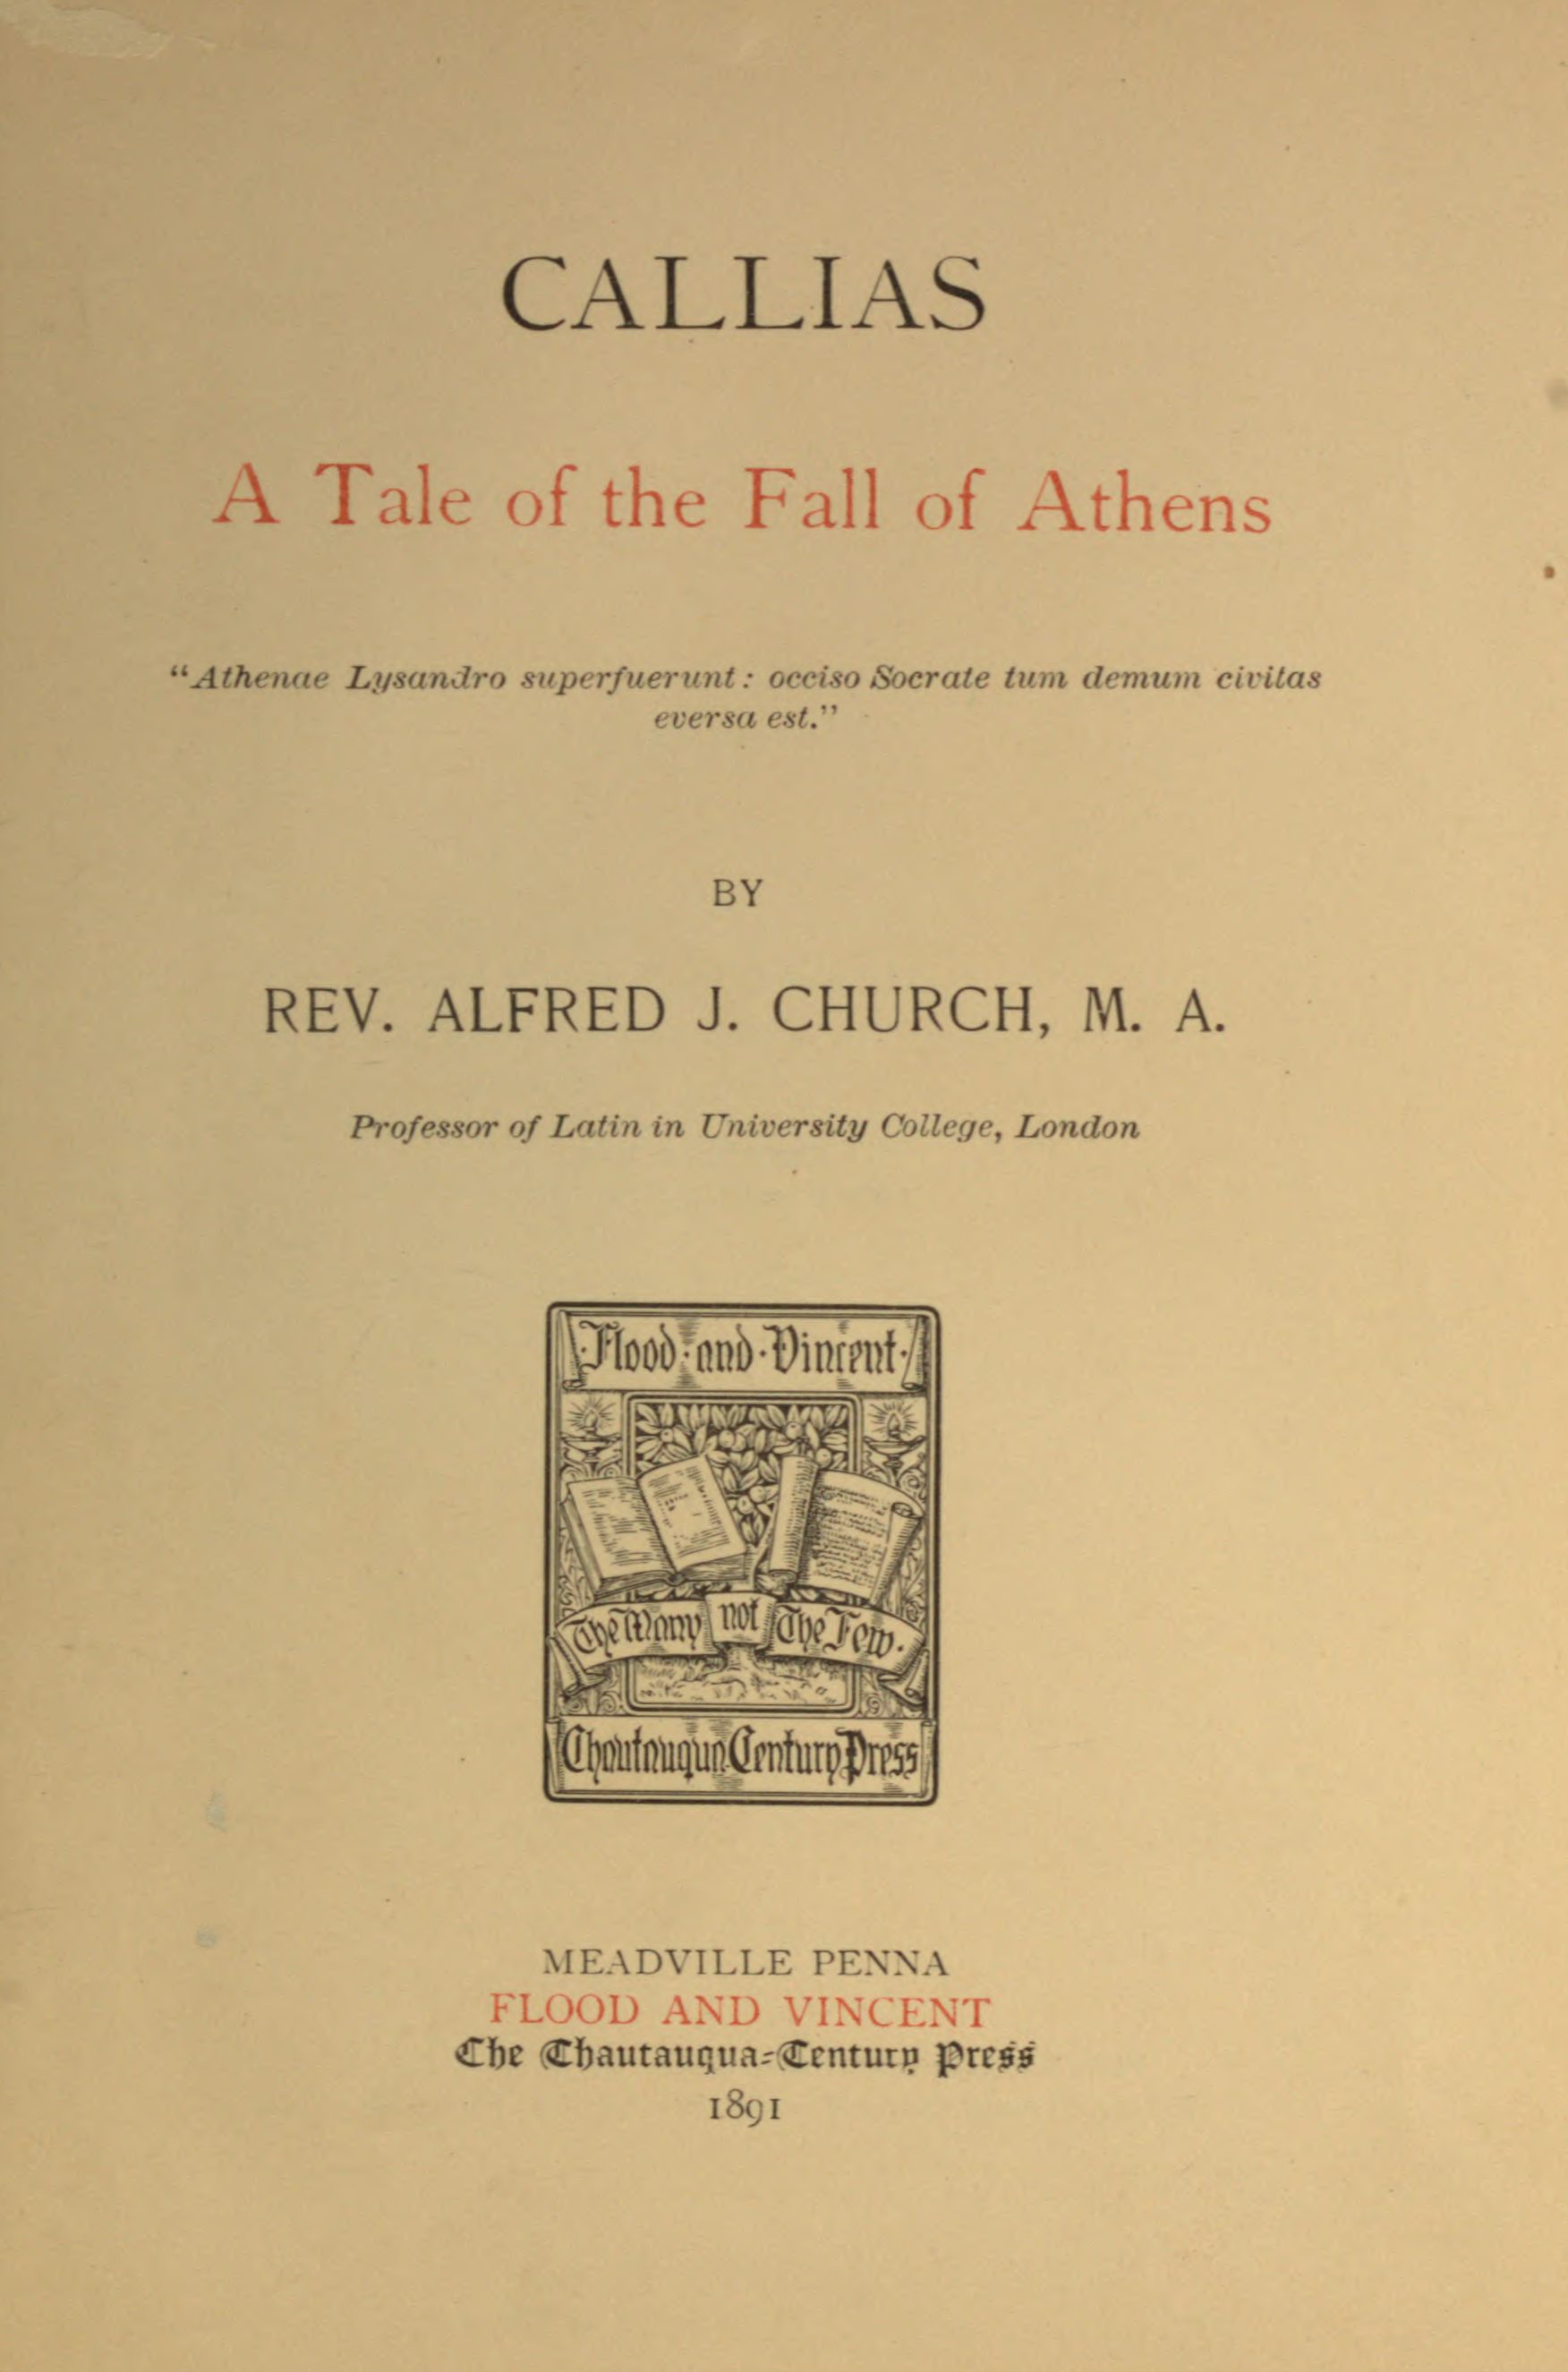 CALLIAS
A Tale of the Fall of Athens
“Athenae Lysandro superfuerunt: occiso Socrate tum demum civitas
eversa est.”
BY
REV. ALFRED J. CHURCH, M. A.
Professor of Latin in University College, London
·Flood·and·Vincent·
The Many not The Few.
Chautauqua Century Press
MEADVILLE PENNA
FLOOD AND VINCENT
The Chautauqua-Century Press
1891